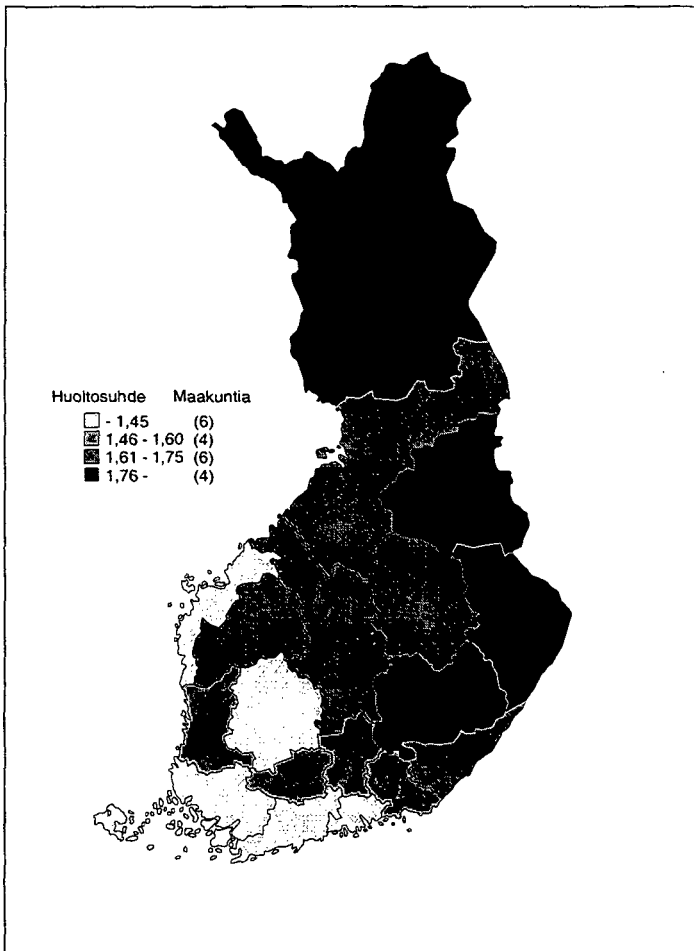 Huoltosuhde Maakuntia
- 1,45 (6)
1,46 - 1,60 (4)
1,61 - 1,75 (6)
1,76 - (4)